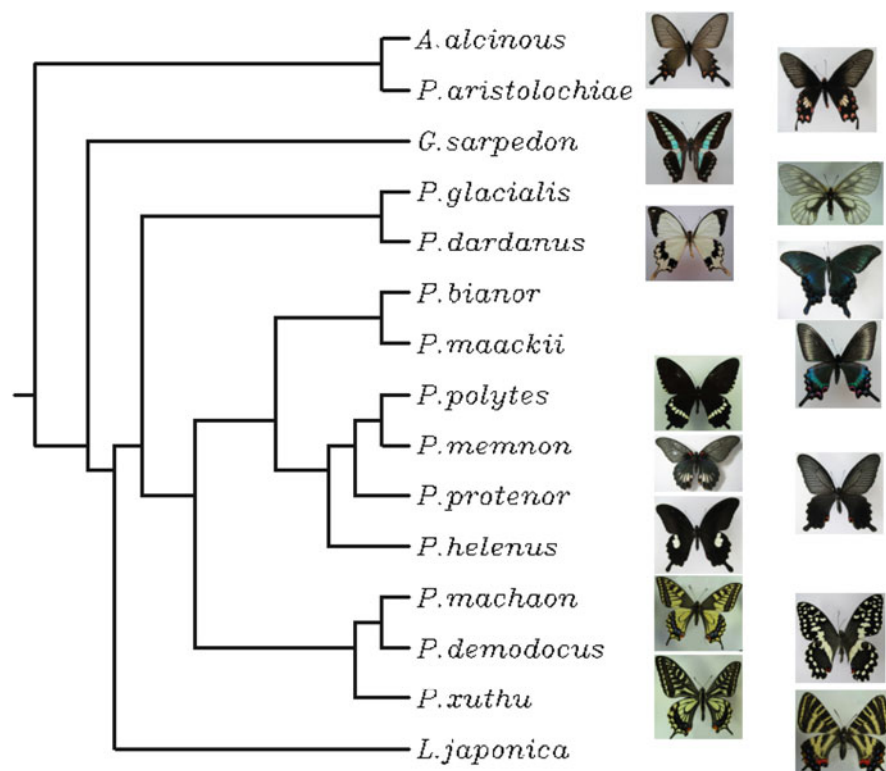 A.alcinous
P.aristolochiae
G.sarpedon
P.glacialis
P.dardanus
P.bianor
P.maackii
P.polytes
P.memnon
P.protenor
P.helenus
P.machaon
P.demodocus
P.xuthu
L.japonica